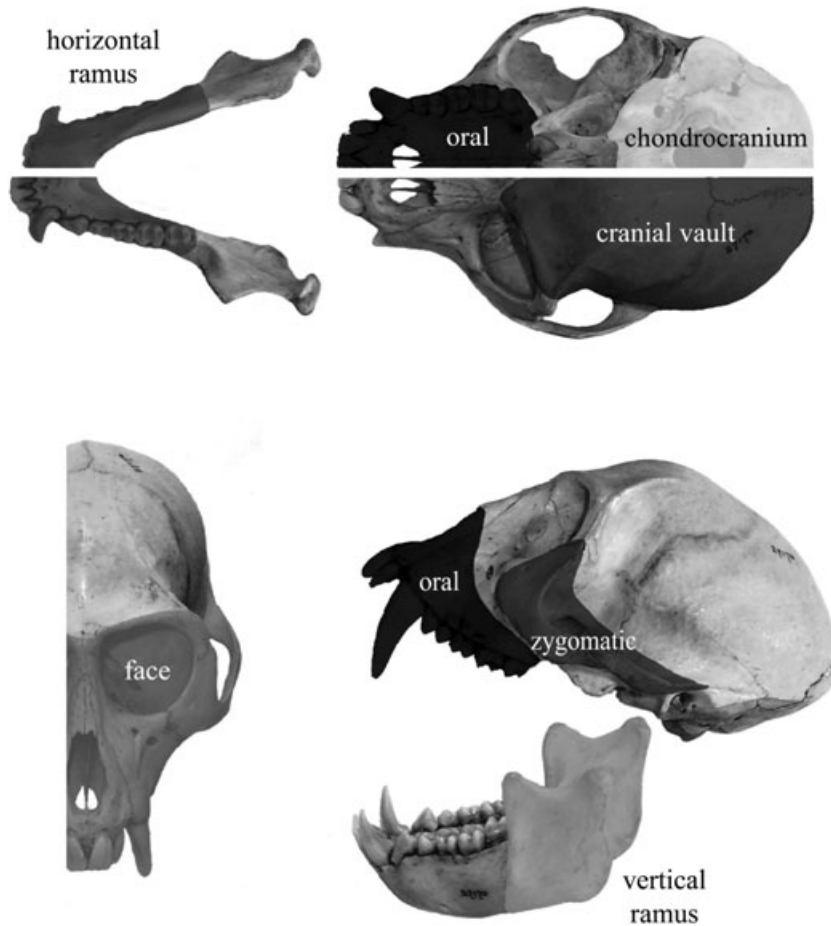 horizontal
ramus
oral
chondrocranium
cranial vault
face
oral
zygomatic
vertical
ramus